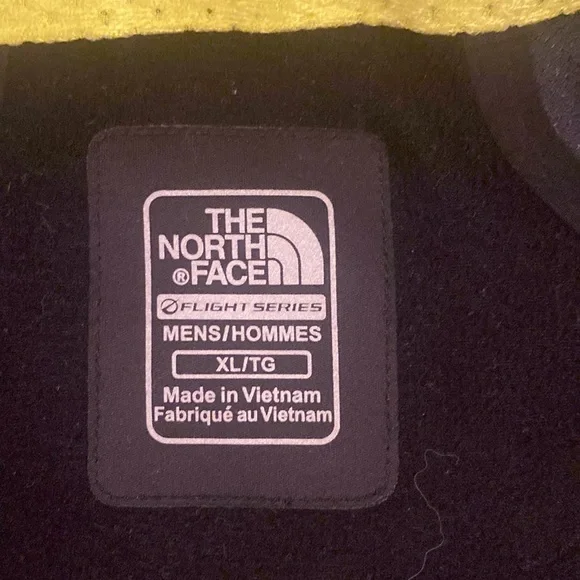 THE
NORTH
®FACE
FLIGHT SERIES
MENS/HOMMES
XL/TG
Made in Vietnam
Fabriqué au Vietnam